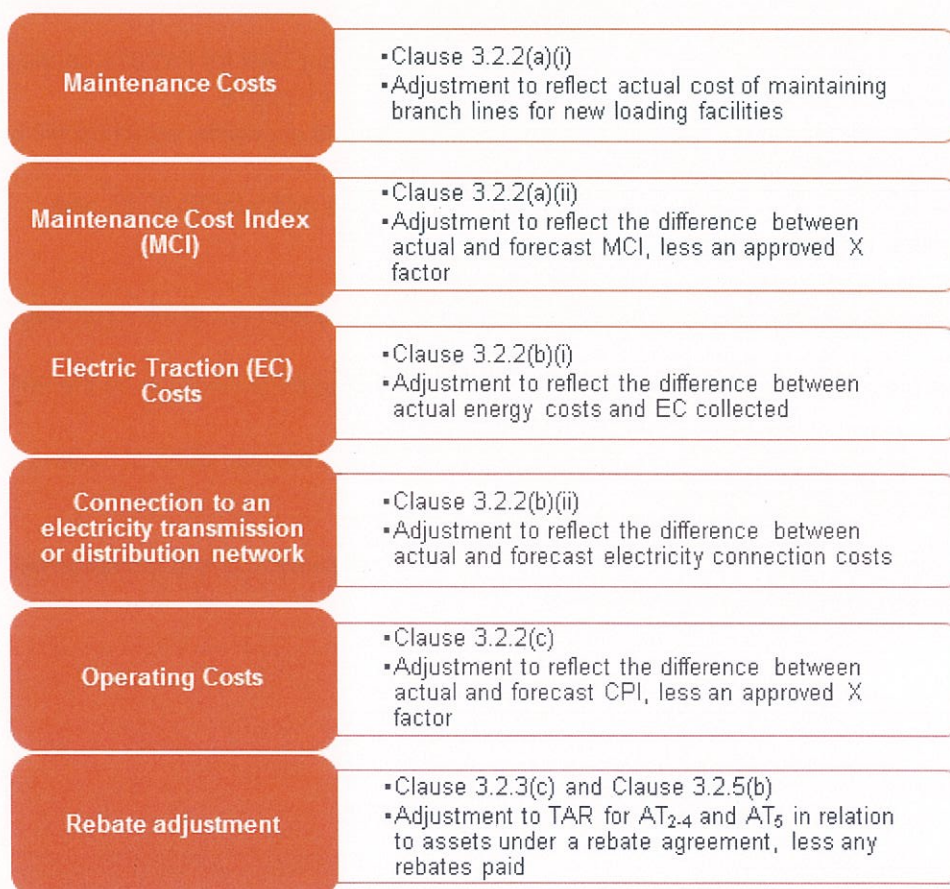 Maintenance Costs
▪Clause 3.2.2(a)(i)
▪Adjustment to reflect actual cost of maintaining
branch lines for new loading facilities
Maintenance Cost Index
(MCI)
▪Clause 3.2.2(a)(ii)
▪Adjustment to reflect the difference between
actual and forecast MCI, less an approved X
factor
Electric Traction (EC)
Costs
▪Clause 3.2.2(b)(i)
▪Adjustment to reflect the difference between
actual energy costs and EC collected
Connection to an
electricity transmission
or distribution network
▪Clause 3.2.2(b)(ii)
▪Adjustment to reflect the difference between
actual and forecast electricity connection costs
Operating Costs
▪Clause 3.2.2(c)
▪Adjustment to reflect the difference between
actual and forecast CPI, less an approved X
factor
Rebate adjustment
▪Clause 3.2.3(c) and Clause 3.2.5(b)
▪Adjustment to TAR for AT₂₋₄ and AT₅ in relation
to assets under a rebate agreement, less any
rebates paid